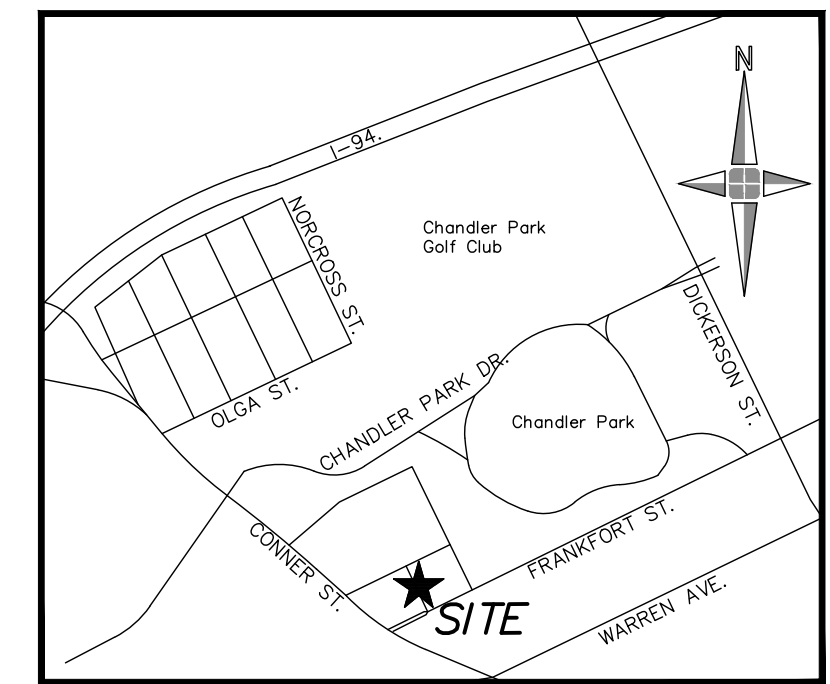 N
I-94.
NORCROSS ST.
Chandler Park
Golf Club
DICKERSON ST.
OLGA ST.
CHANDLER PARK DR.
Chandler Park
CONNER ST.
FRANKFORT ST.
SITE
WARREN AVE.